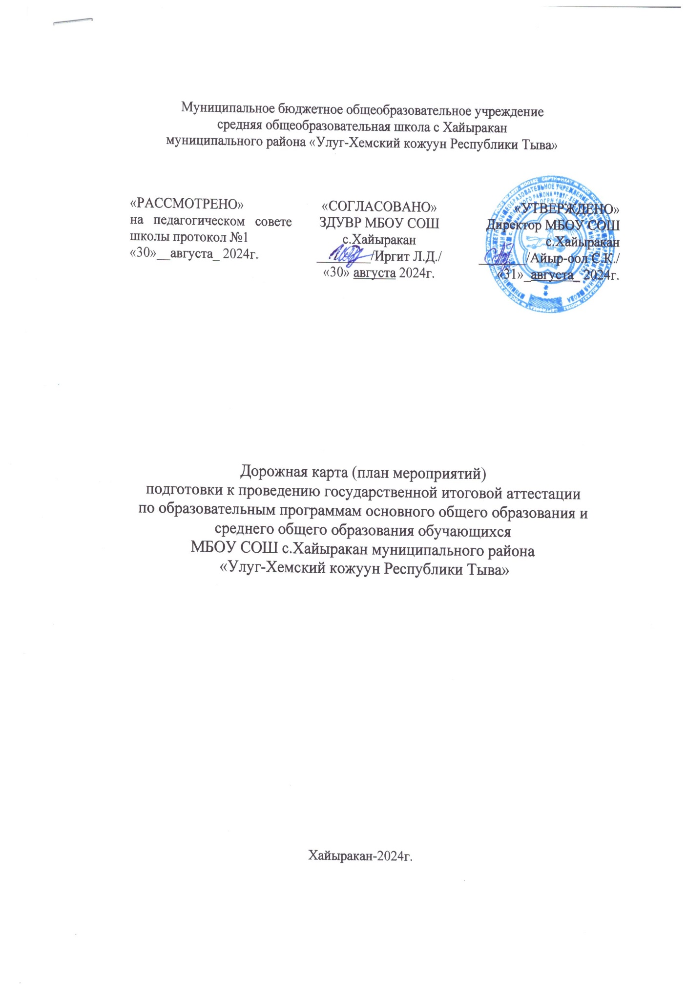 Муниципальное бюджетное общеобразовательное учреждение
средняя общеобразовательная школа с Хайыракан
муниципального района «Улуг-Хемский кожуун Республики Тыва»
«РАССМОТРЕНО»
на педагогическом совете
школы протокол №1
«30»__августа_ 2024г.
«СОГЛАСОВАНО»
ЗДУВР МБОУ СОШ
с.Хайыракан
________/Иргит Л.Д./
«30» августа 2024г.
«УТВЕРЖДЕНО»
Директор МБОУ СОШ
с.Хайыракан
_______/Айыр-оол С.К./
«31»_августа_ 2024г.
Дорожная карта (план мероприятий)
подготовки к проведению государственной итоговой аттестации
по образовательным программам основного общего образования и
среднего общего образования обучающихся
МБОУ СОШ с.Хайыракан муниципального района
«Улуг-Хемский кожуун Республики Тыва»
Хайыракан-2024г.